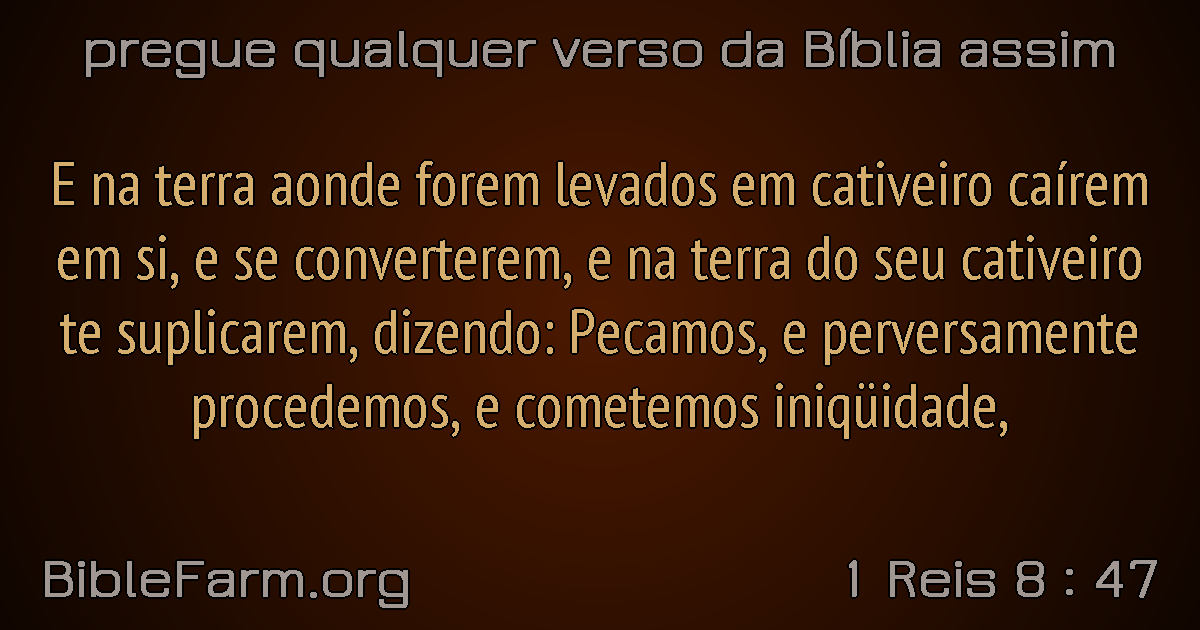 pregue qualquer verso da Bíblia assim
E na terra aonde forem levados em cativeiro caírem
em si, e se converterem, e na terra do seu cativeiro
te suplicarem, dizendo: Pecamos, e perversamente
procedemos, e cometemos iniqüidade,
BibleFarm.org
1 Reis 8 : 47